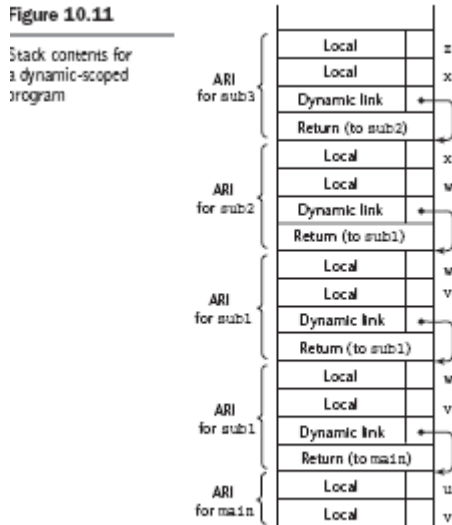 Figure 10.11
Stack contents for
a dynamic-scoped
program
ARI
for sub3
Local z
Local x
Dynamic link
Return (to sub2)
ARI
for sub2
Local x
Local w
Dynamic link
Return (to sub1)
ARI
for sub1
Local w
Local v
Dynamic link
Return (to sub1)
ARI
for sub1
Local w
Local v
Dynamic link
Return (to main)
ARI
for main
Local u
Local v